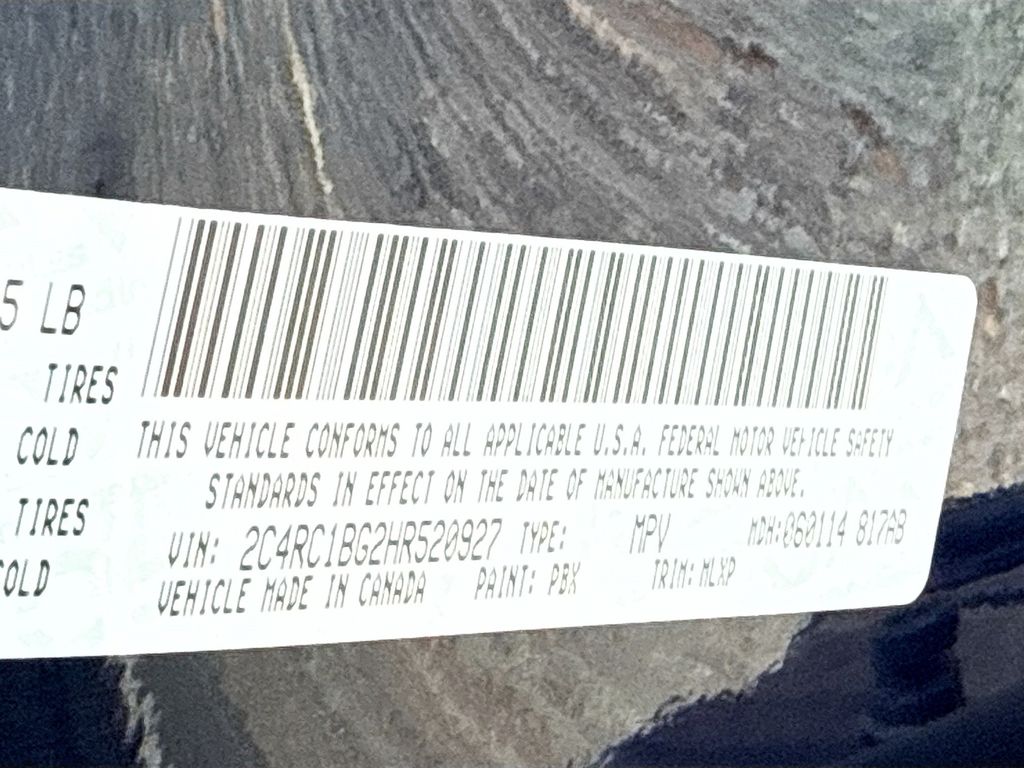 5 LB
TIRES
COLD
TIRES
COLD
THIS VEHICLE CONFORMS TO ALL APPLICABLE U.S.A. FEDERAL MOTOR VEHICLE SAFETY
STANDARDS IN EFFECT ON THE DATE OF MANUFACTURE SHOWN ABOVE.
VIN: 2C4RC1BG2HR520927 TYPE: MPV MDH:060114 817AB
VEHICLE MADE IN CANADA PAINT: PBX TRIM: MLXP